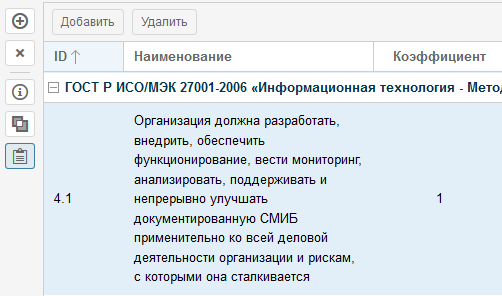 Добавить Удалить
ID Наименование Коэффициент
ГОСТ Р ИСО/МЭК 27001-2006 «Информационная технология - Мето
Организация должна разработать,
внедрить, обеспечить
функционирование, вести мониторинг,
анализировать, поддерживать и
4.1 непрерывно улучшать 1
документированную СМИБ
применительно ко всей деловой
деятельности организации и рискам,
с которыми она сталкивается